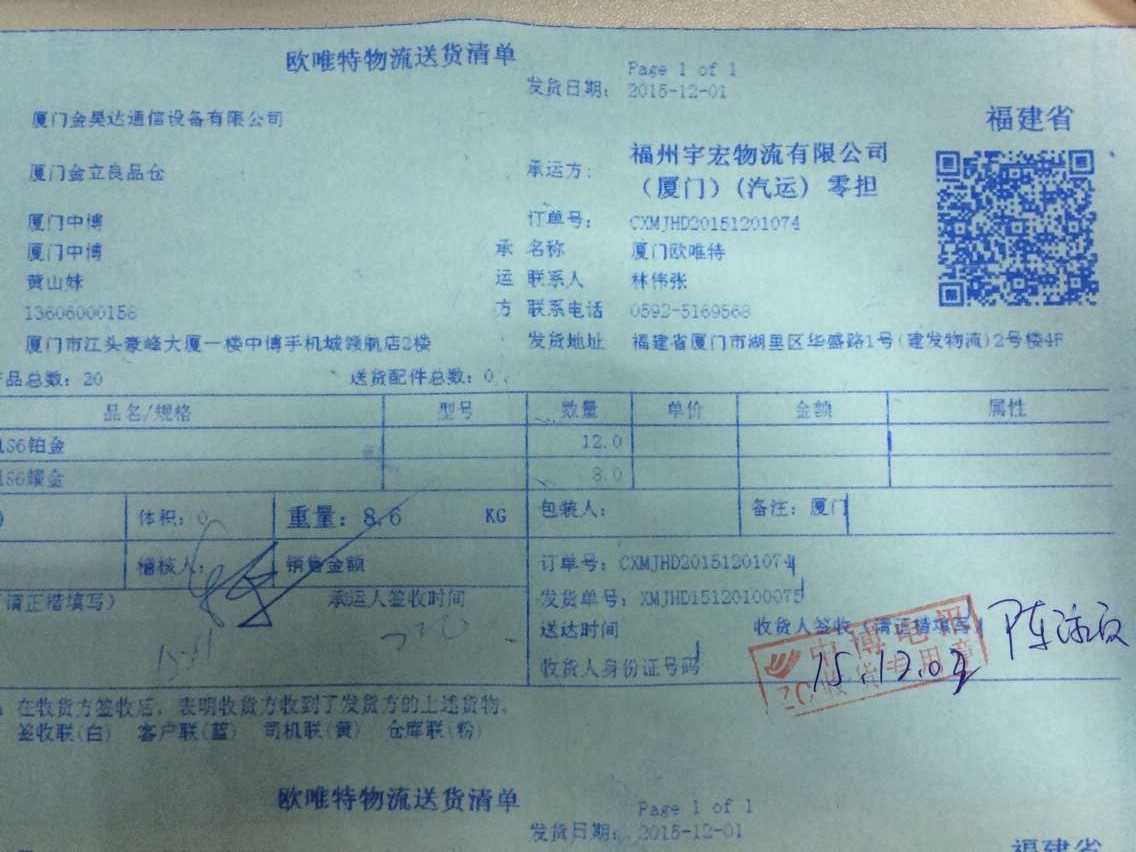 欧唯特物流送货清单
Page 1 of 1
发货日期: 2015-12-01
厦门金昊达通信设备有限公司
福建省
厦门金立良品仓
承运方: 福州宇宏物流有限公司
(厦门)(汽运) 零担
厦门中博 订单号: CXMJHD20151201074
厦门中博 承 名称 厦门欧唯特
黄山妹 运 联系人 林伟张
13606000158 方 联系电话 0592-5169568
厦门市江头豪峰大厦一楼中博手机城领航店2楼 发货地址 福建省厦门市湖里区华盛路1号(建发物流)2号楼4F
品总数: 20 送货配件总数: 0
品名/规格 型号 数量 单价 金额 属性
1S6铂金 12.0
1S6 金 8.0
体积: 0 重量: 8.6 KG 包装人: 备注: 厦门
稽核人: 销售金额 订单号: CXMJHD20151201074
请正楷填写) 承运人签收时间 发货单号: XMJHD15120100075
送达时间 收货人签收 (请正楷填写)
收货人身份证号码 15.12.02
在收货方签收后, 表明收货方收到了发货方的上述货物。
签收联(白) 客户联(蓝) 司机联(黄) 仓库联(粉)
欧唯特物流送货清单
Page 1 of 1
发货日期: 2015-12-01
福建省